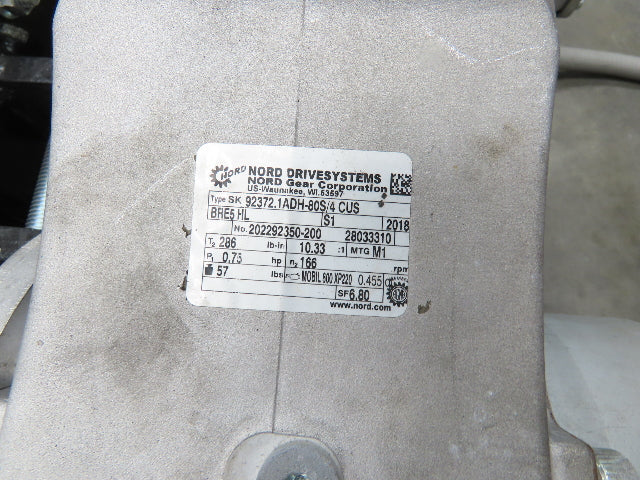 NORD
NORD DRIVESYSTEMS
NORD Gear Corporation
US-Waunakee, WI.53597
Type SK 92372.1ADH-80S/4 CUS
BRE5 HL S1 2018
No. 202292350-200 28033310
T₂ 286 lb-in 10.33 :1 MTG M1
P₁ 0.75 hp n₂ 166 rpm
57 lbs MOBIL 600 XP220 0.455
SF 6.80
www.nord.com